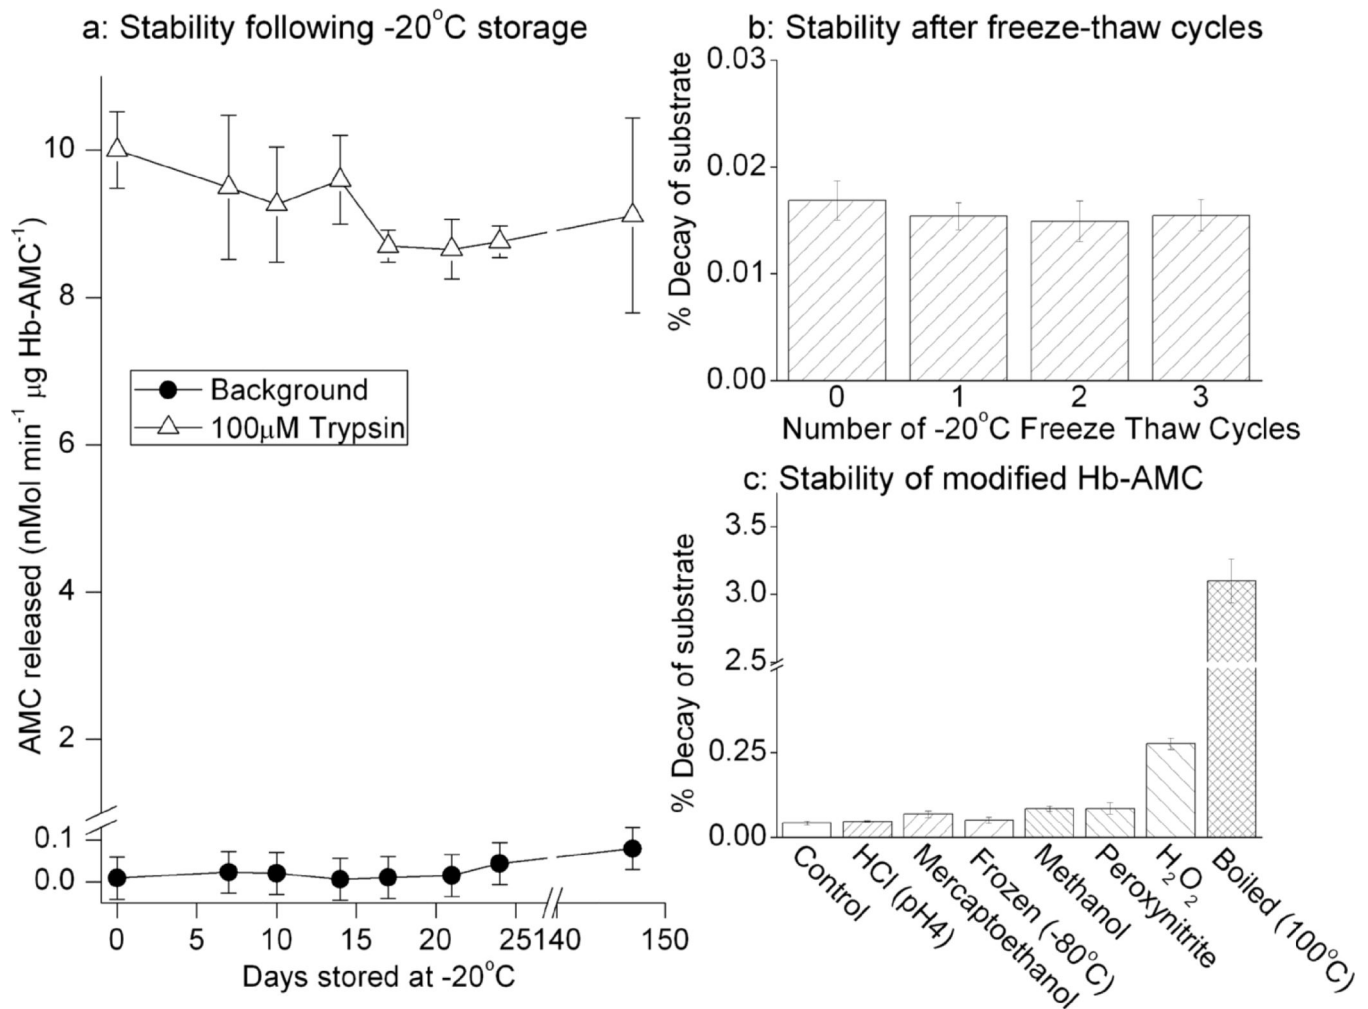 a: Stability following -20°C storage
AMC released (nMol min⁻¹ μg Hb-AMC⁻¹)
10
8
6
4
2
0.1
0.0
Background
100μM Trypsin
0 5 10 15 20 25 140 150
Days stored at -20°C
b: Stability after freeze-thaw cycles
% Decay of substrate
0.03
0.02
0.01
0.00
0 1 2 3
Number of -20°C Freeze Thaw Cycles
c: Stability of modified Hb-AMC
% Decay of substrate
3.5
3.0
2.5
0.25
0.00
Control
HCl (pH4)
Mercaptoethanol
Frozen (-80°C)
Methanol
Peroxynitrite
H₂O₂
Boiled (100°C)